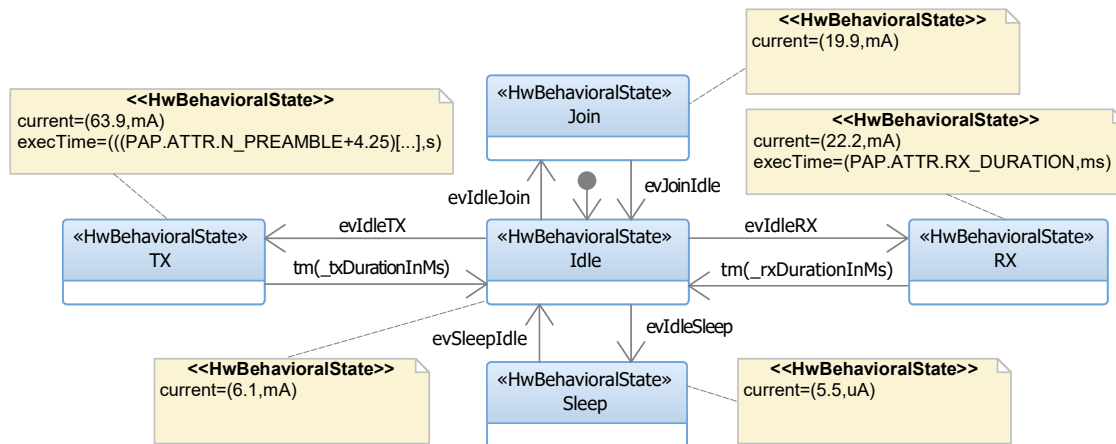 <<HwBehavioralState>>
current=(19.9,mA)
«HwBehavioralState»
Join
<<HwBehavioralState>>
current=(63.9,mA)
execTime=(((PAP.ATTR.N_PREAMBLE+4.25)[...],s)
<<HwBehavioralState>>
current=(22.2,mA)
execTime=(PAP.ATTR.RX_DURATION,ms)
evIdleJoin
evJoinIdle
«HwBehavioralState»
TX
evIdleTX
tm(_txDurationInMs)
«HwBehavioralState»
Idle
evIdleRX
tm(_rxDurationInMs)
«HwBehavioralState»
RX
evSleepIdle
evIdleSleep
<<HwBehavioralState>>
current=(6.1,mA)
«HwBehavioralState»
Sleep
<<HwBehavioralState>>
current=(5.5,uA)